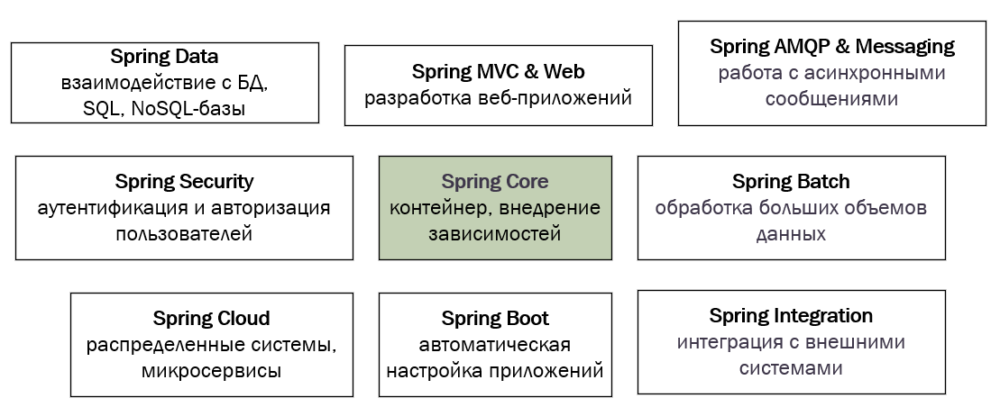 Spring Data
взаимодействие с БД,
SQL, NoSQL-базы
Spring MVC & Web
разработка веб-приложений
Spring AMQP & Messaging
работа с асинхронными
сообщениями
Spring Security
аутентификация и авторизация
пользователей
Spring Core
контейнер, внедрение
зависимостей
Spring Batch
обработка больших объемов
данных
Spring Cloud
распределенные системы,
микросервисы
Spring Boot
автоматическая
настройка приложений
Spring Integration
интеграция с внешними
системами